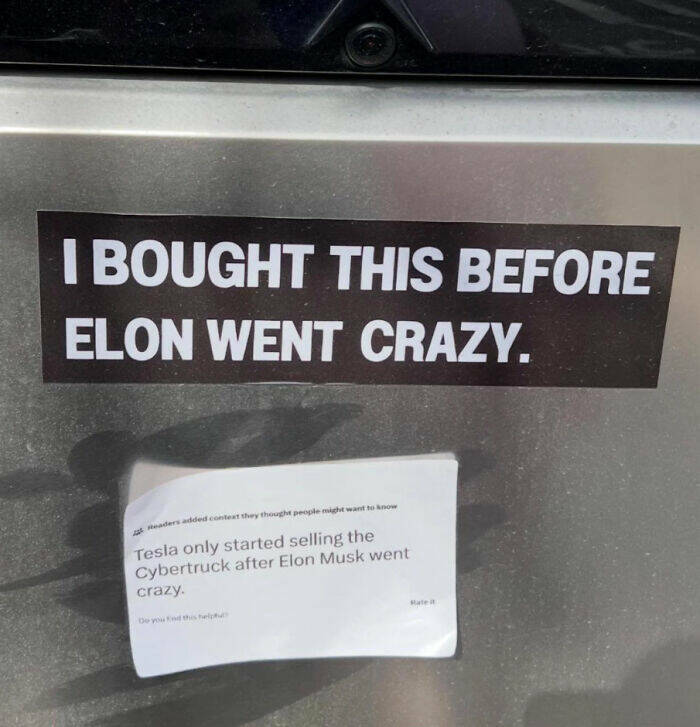 I BOUGHT THIS BEFORE
ELON WENT CRAZY.
Readers added context they thought people might want to know
Tesla only started selling the
Cybertruck after Elon Musk went
crazy.
Do you find this helpful?
Rate it